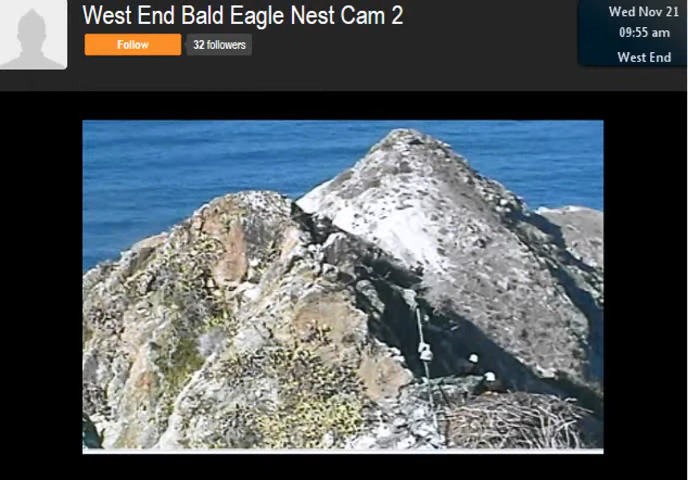 West End Bald Eagle Nest Cam 2
Follow
32 followers
Wed Nov 21
09:55 am
West End